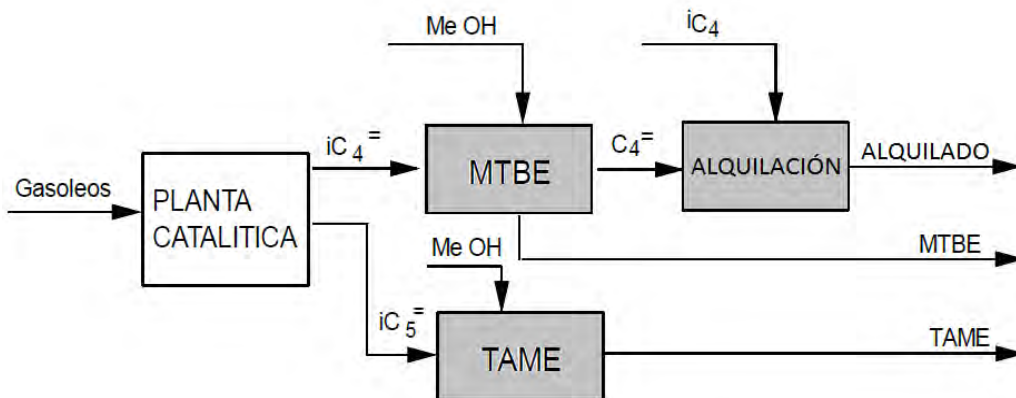 Me OH
iC4
iC4=
C4=
MTBE
ALQUILACIÓN
ALQUILADO
Gasoleos
PLANTA
CATALITICA
MTBE
Me OH
iC5=
TAME
TAME